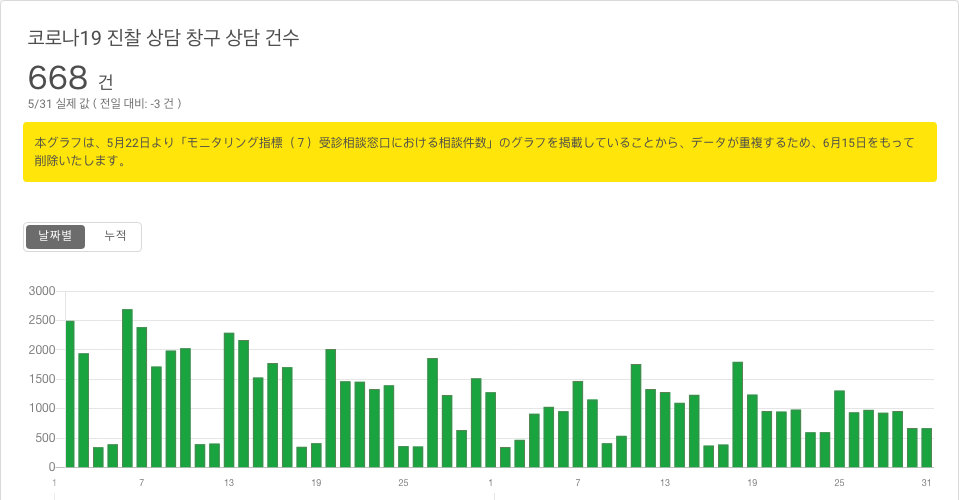 코로나19 진찰 상담 창구 상담 건수
668 건
5/31 실제 값 ( 전일 대비: -3 건 )
本グラフは、5月22日より「モニタリング指標（７）受診相談窓口における相談件数」のグラフを掲載していることから、データが重複するため、6月15日をもって
削除いたします。
날짜별 누적
3000
2500
2000
1500
1000
500
0
1 7 13 19 25 1 7 13 19 25 31